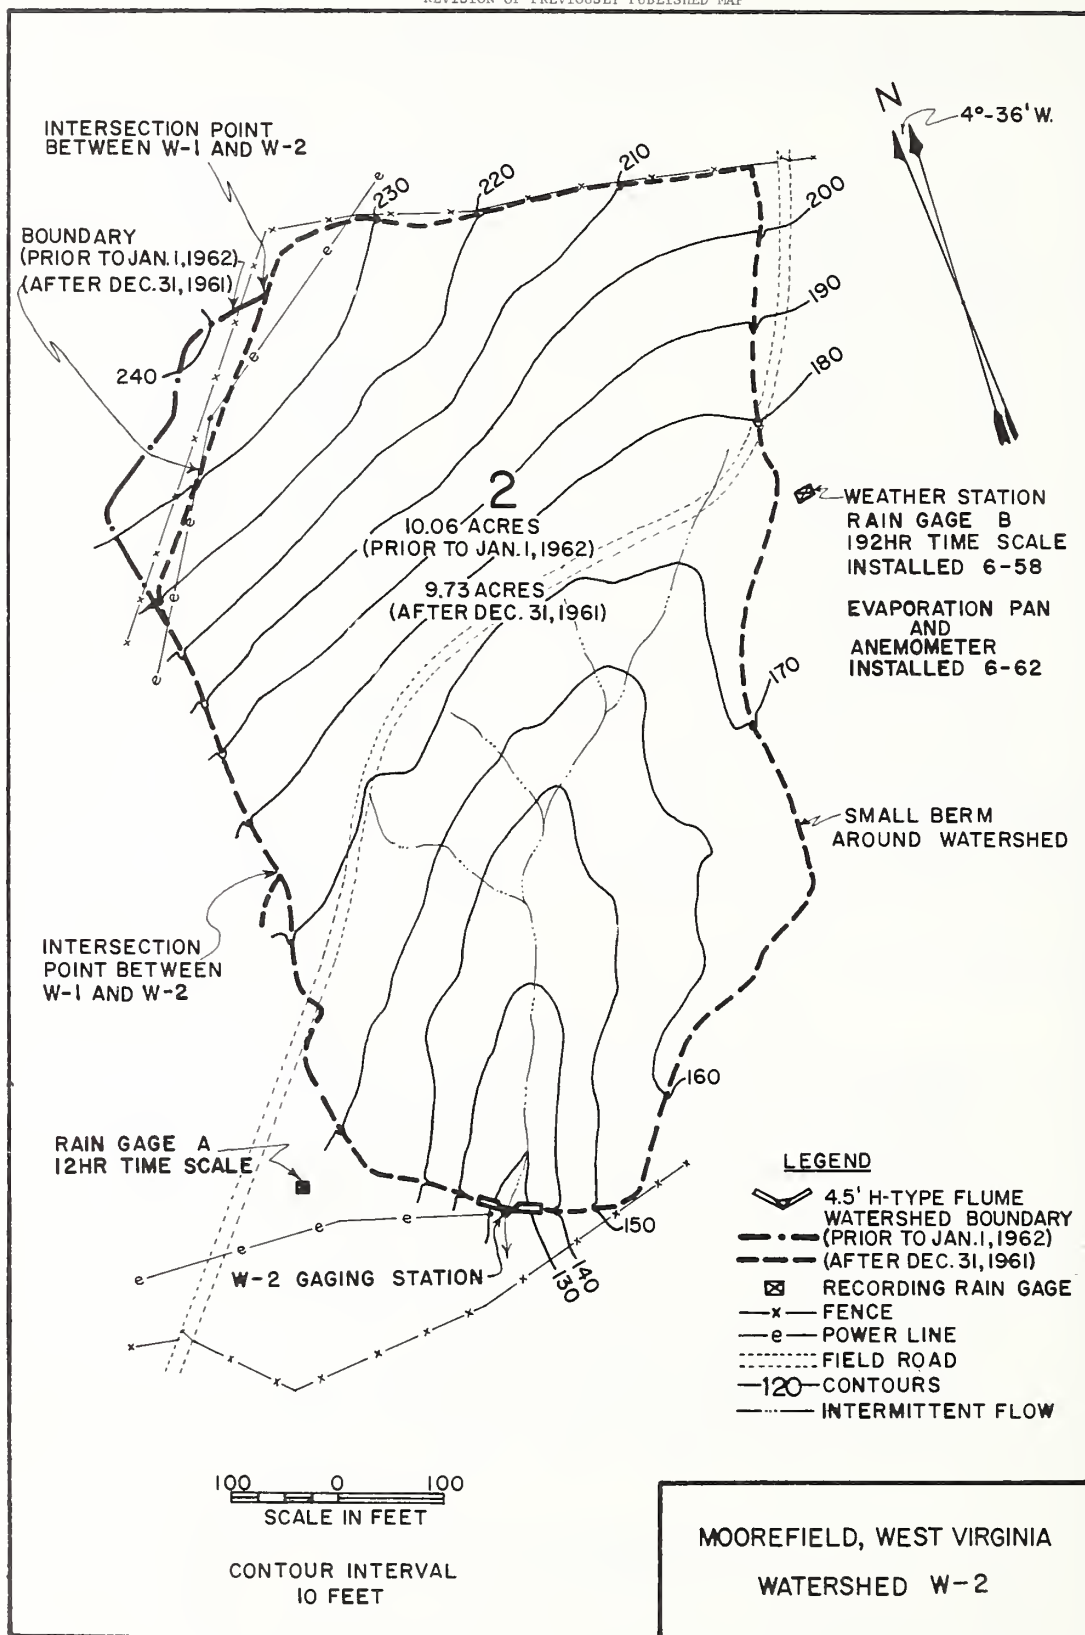 REVISION OF PREVIOUSLY PUBLISHED MAP
N
4°-36' W.
INTERSECTION POINT
BETWEEN W-1 AND W-2
BOUNDARY
(PRIOR TO JAN. 1, 1962)
(AFTER DEC. 31, 1961)
e
230
220
210
200
190
180
240
e
2
10.06 ACRES
(PRIOR TO JAN. 1, 1962)
9.73 ACRES
(AFTER DEC. 31, 1961)
WEATHER STATION
RAIN GAGE B
192HR TIME SCALE
INSTALLED 6-58
EVAPORATION PAN
AND
ANEMOMETER
INSTALLED 6-62
170
SMALL BERM
AROUND WATERSHED
INTERSECTION
POINT BETWEEN
W-1 AND W-2
160
RAIN GAGE A
12HR TIME SCALE
150
140
130
W-2 GAGING STATION
LEGEND
4.5' H-TYPE FLUME
WATERSHED BOUNDARY
(PRIOR TO JAN. 1, 1962)
(AFTER DEC. 31, 1961)
RECORDING RAIN GAGE
x FENCE
e POWER LINE
FIELD ROAD
120 CONTOURS
INTERMITTENT FLOW
100 0 100
SCALE IN FEET
CONTOUR INTERVAL
10 FEET
MOOREFIELD, WEST VIRGINIA
WATERSHED W-2